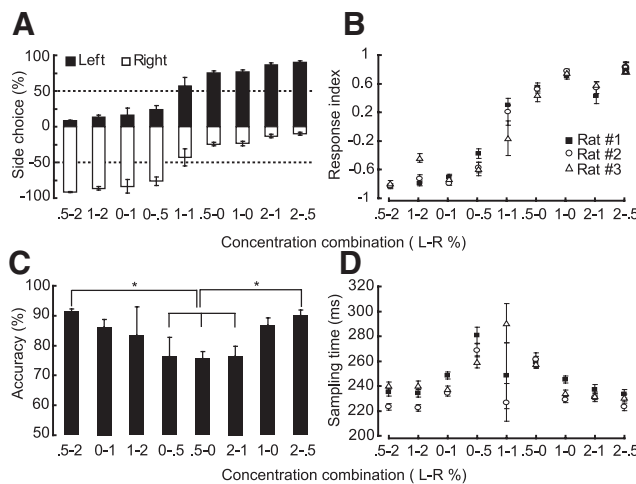 A
Left Right
Side choice (%)
100
50
0
-50
-100
.5-2 1-2 0-1 0-.5 1-1 .5-0 1-0 2-1 2-.5
B
Response index
1
0.6
0.2
-0.2
-0.6
-1
Rat #1
Rat #2
Rat #3
.5-2 1-2 0-1 0-.5 1-1 .5-0 1-0 2-1 2-.5
Concentration combination ( L-R %)
C
Accuracy (%)
100
90
80
70
60
50
* *
.5-2 0-1 1-2 0-.5 .5-0 2-1 1-0 2-.5
D
Sampling time (ms)
320
300
280
260
240
220
200
.5-2 1-2 0-1 0-.5 1-1 .5-0 1-0 2-1 2-.5
Concentration combination (L-R %)